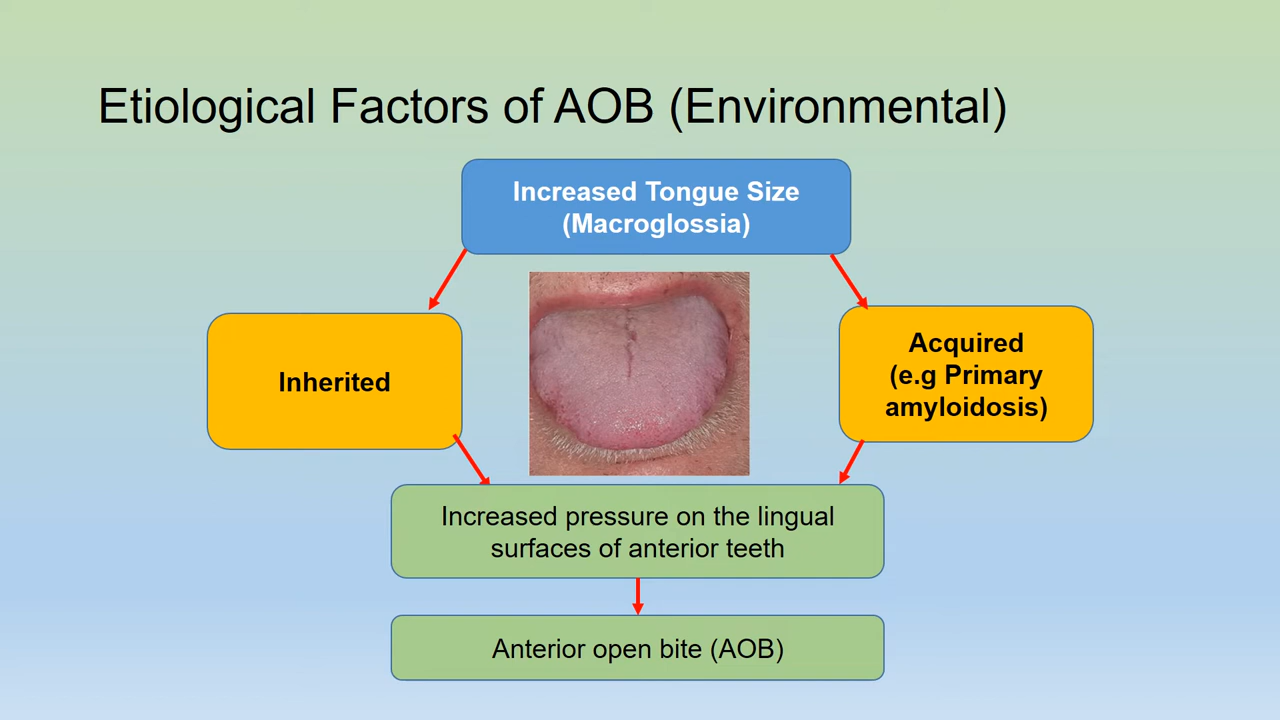 Etiological Factors of AOB (Environmental)
Increased Tongue Size
(Macroglossia)
Inherited
Acquired
(e.g Primary
amyloidosis)
Increased pressure on the lingual
surfaces of anterior teeth
Anterior open bite (AOB)